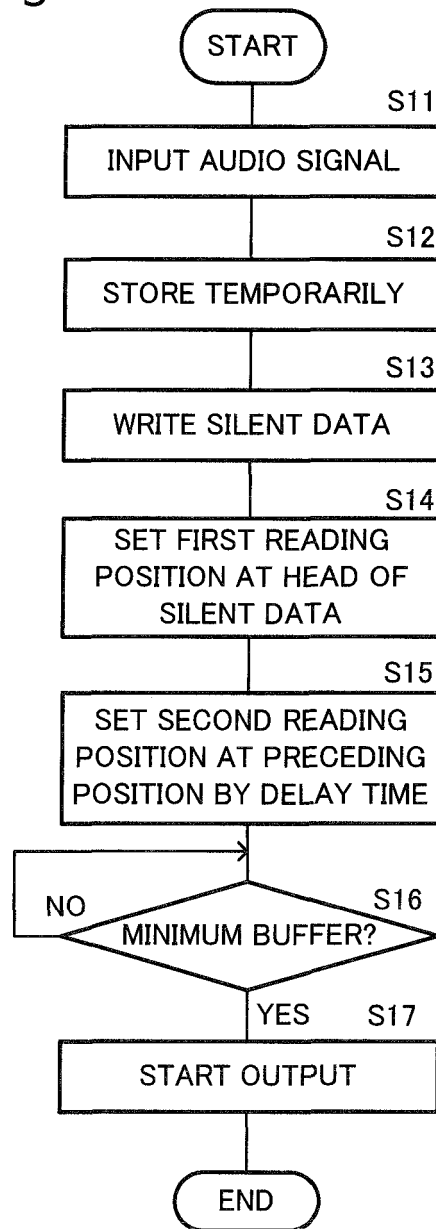 START
S11
INPUT AUDIO SIGNAL
S12
STORE TEMPORARILY
S13
WRITE SILENT DATA
S14
SET FIRST READING
POSITION AT HEAD OF
SILENT DATA
S15
SET SECOND READING
POSITION AT PRECEDING
POSITION BY DELAY TIME
S16
NO
MINIMUM BUFFER?
YES
S17
START OUTPUT
END